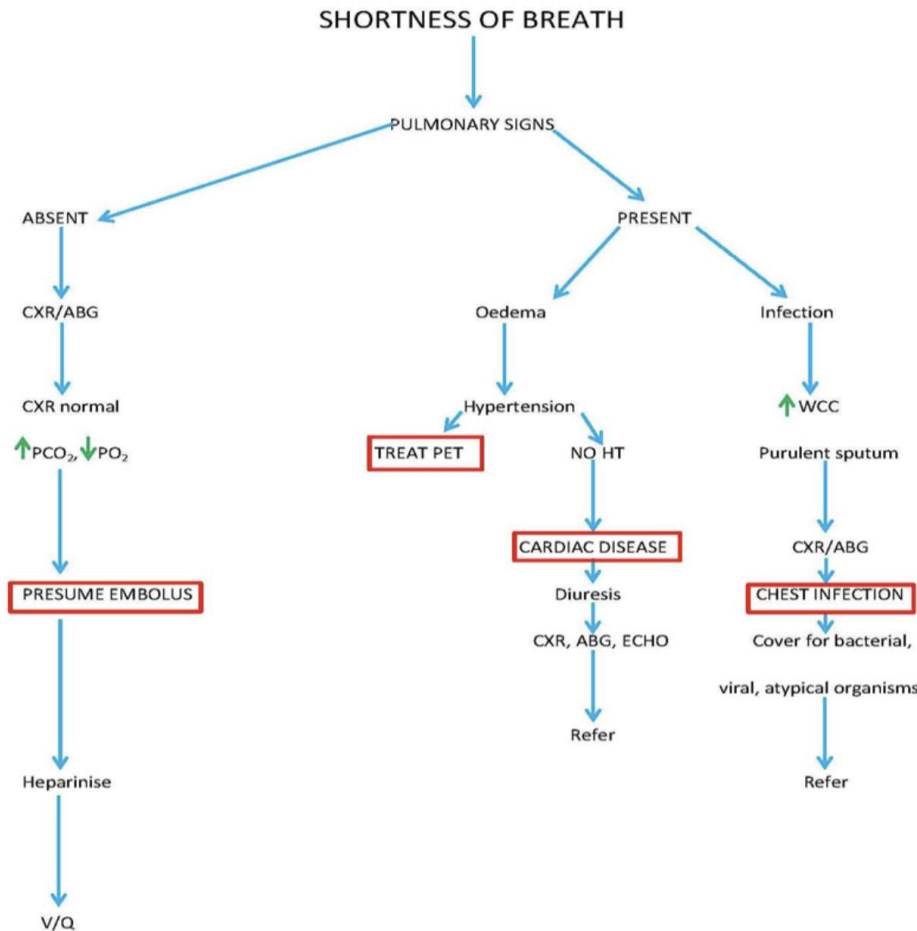 SHORTNESS OF BREATH
PULMONARY SIGNS
ABSENT
PRESENT
CXR/ABG
Oedema
Infection
CXR normal
Hypertension
WCC
PCO₂, PO₂
TREAT PET
NO HT
Purulent sputum
CARDIAC DISEASE
CXR/ABG
PRESUME EMBOLUS
Diuresis
CHEST INFECTION
CXR, ABG, ECHO
Cover for bacterial,
viral, atypical organisms
Refer
Heparinise
Refer
V/Q